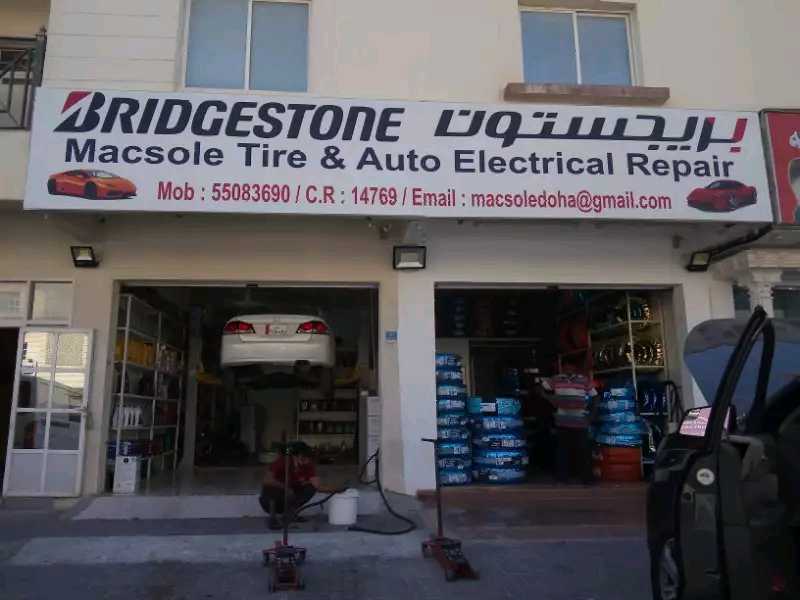 BRIDGESTONE بريجستون
Macsole Tire & Auto Electrical Repair
Mob : 55083690 / C.R : 14769 / Email : macsoledoha@gmail.com